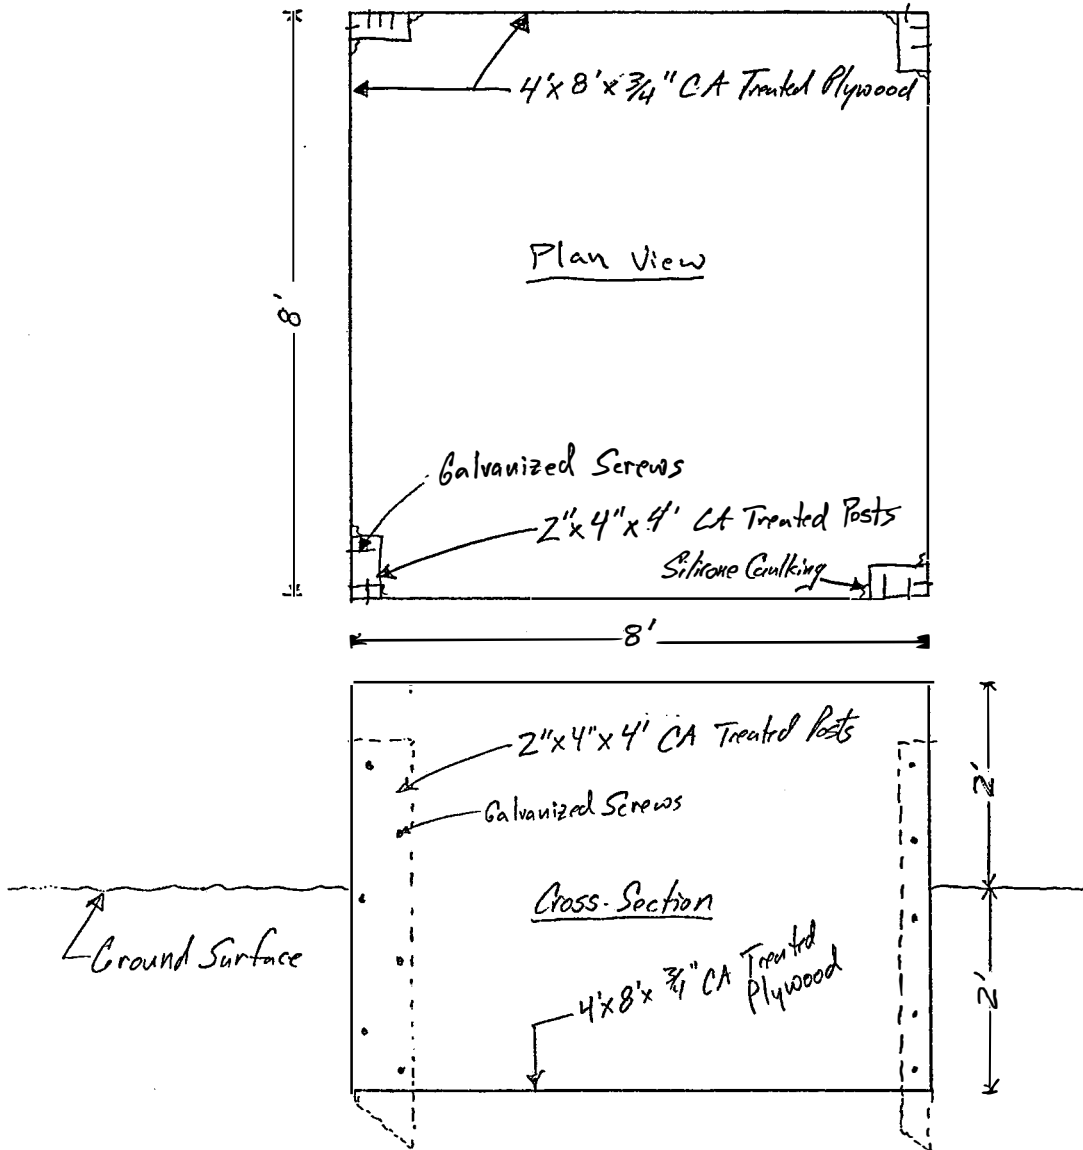 4'x 8' x 3/4" CA Treated Plywood
Plan View
8'
Galvanized Screws
2"x 4"x 4' CA Treated Posts
Silicone Caulking
8'
2"x 4"x 4' CA Treated Posts
Galvanized Screws
2'
Cross-Section
Ground Surface
4'x 8'x 3/4" CA Treated
Plywood
2'